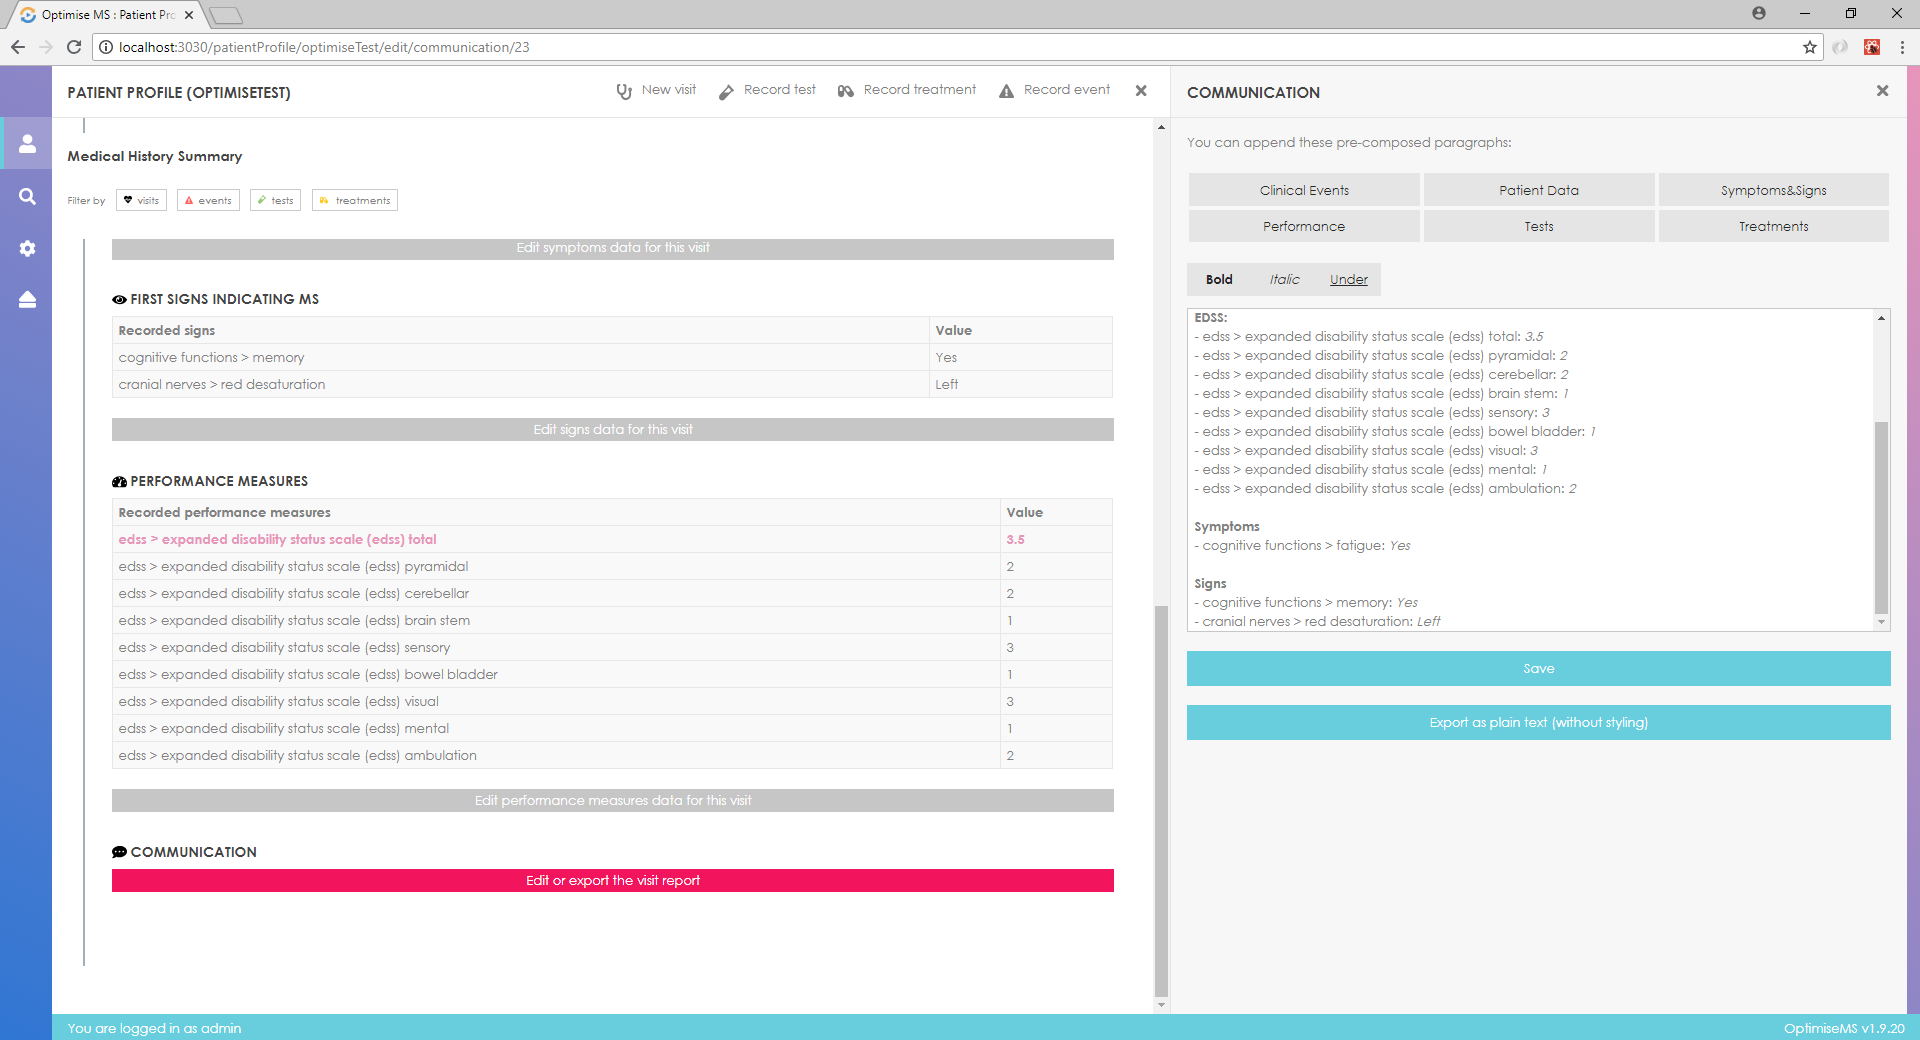 Optimise MS : Patient Pro
localhost:3030/patientProfile/optimiseTest/edit/communication/23
PATIENT PROFILE (OPTIMISETEST)
New visit
Record test
Record treatment
Record event
Medical History Summary
Filter by
visits
events
tests
treatments
Edit symptoms data for this visit
FIRST SIGNS INDICATING MS
Recorded signs Value
cognitive functions > memory Yes
cranial nerves > red desaturation Left
Edit signs data for this visit
PERFORMANCE MEASURES
Recorded performance measures Value
edss > expanded disability status scale (edss) total 3.5
edss > expanded disability status scale (edss) pyramidal 2
edss > expanded disability status scale (edss) cerebellar 2
edss > expanded disability status scale (edss) brain stem 1
edss > expanded disability status scale (edss) sensory 3
edss > expanded disability status scale (edss) bowel bladder 1
edss > expanded disability status scale (edss) visual 3
edss > expanded disability status scale (edss) mental 1
edss > expanded disability status scale (edss) ambulation 2
Edit performance measures data for this visit
COMMUNICATION
Edit or export the visit report
COMMUNICATION
You can append these pre-composed paragraphs:
Clinical Events Patient Data Symptoms&Signs
Performance Tests Treatments
Bold Italic Under
EDSS:
- edss > expanded disability status scale (edss) total: 3.5
- edss > expanded disability status scale (edss) pyramidal: 2
- edss > expanded disability status scale (edss) cerebellar: 2
- edss > expanded disability status scale (edss) brain stem: 1
- edss > expanded disability status scale (edss) sensory: 3
- edss > expanded disability status scale (edss) bowel bladder: 1
- edss > expanded disability status scale (edss) visual: 3
- edss > expanded disability status scale (edss) mental: 1
- edss > expanded disability status scale (edss) ambulation: 2
Symptoms
- cognitive functions > fatigue: Yes
Signs
- cognitive functions > memory: Yes
- cranial nerves > red desaturation: Left
Save
Export as plain text (without styling)
You are logged in as admin
OptimiseMS v1.9.20